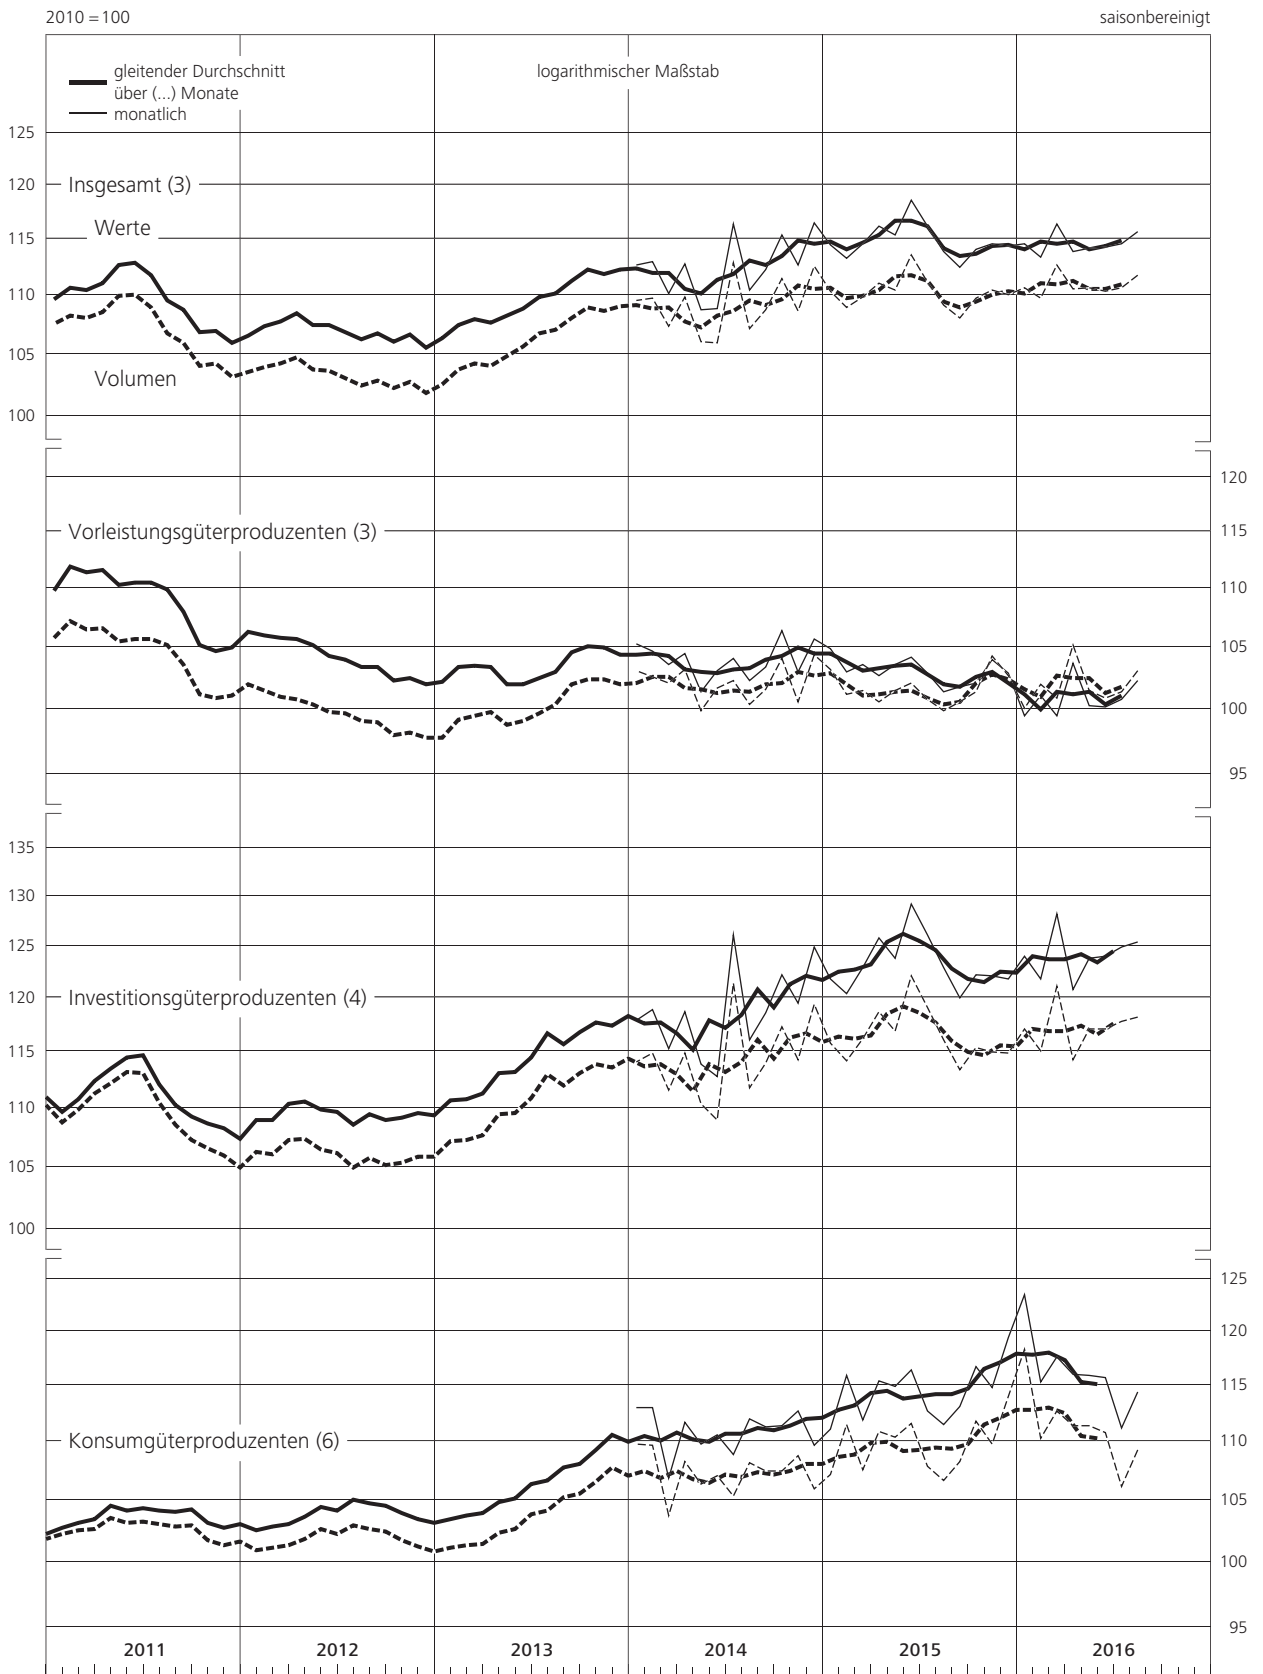 2010 = 100
saisonbereinigt
gleitender Durchschnitt
über (...) Monate
monatlich
logarithmischer Maßstab
125
120
Insgesamt (3)
Werte
115
110
105
Volumen
100
120
Vorleistungsgüterproduzenten (3)
115
110
105
100
95
135
130
125
120
Investitionsgüterproduzenten (4)
115
110
105
100
125
120
115
Konsumgüterproduzenten (6)
110
105
100
95
2011 2012 2013 2014 2015 2016